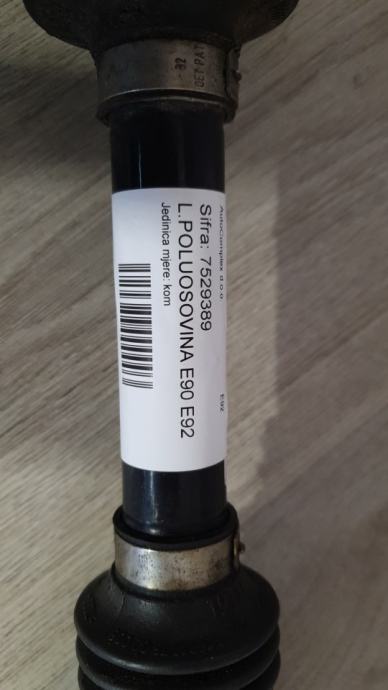 AutoComplex d.o.o. E92
Sifra: 7529389
L.POLUOSOVINA E90 E92
Jedinica mjere: kom